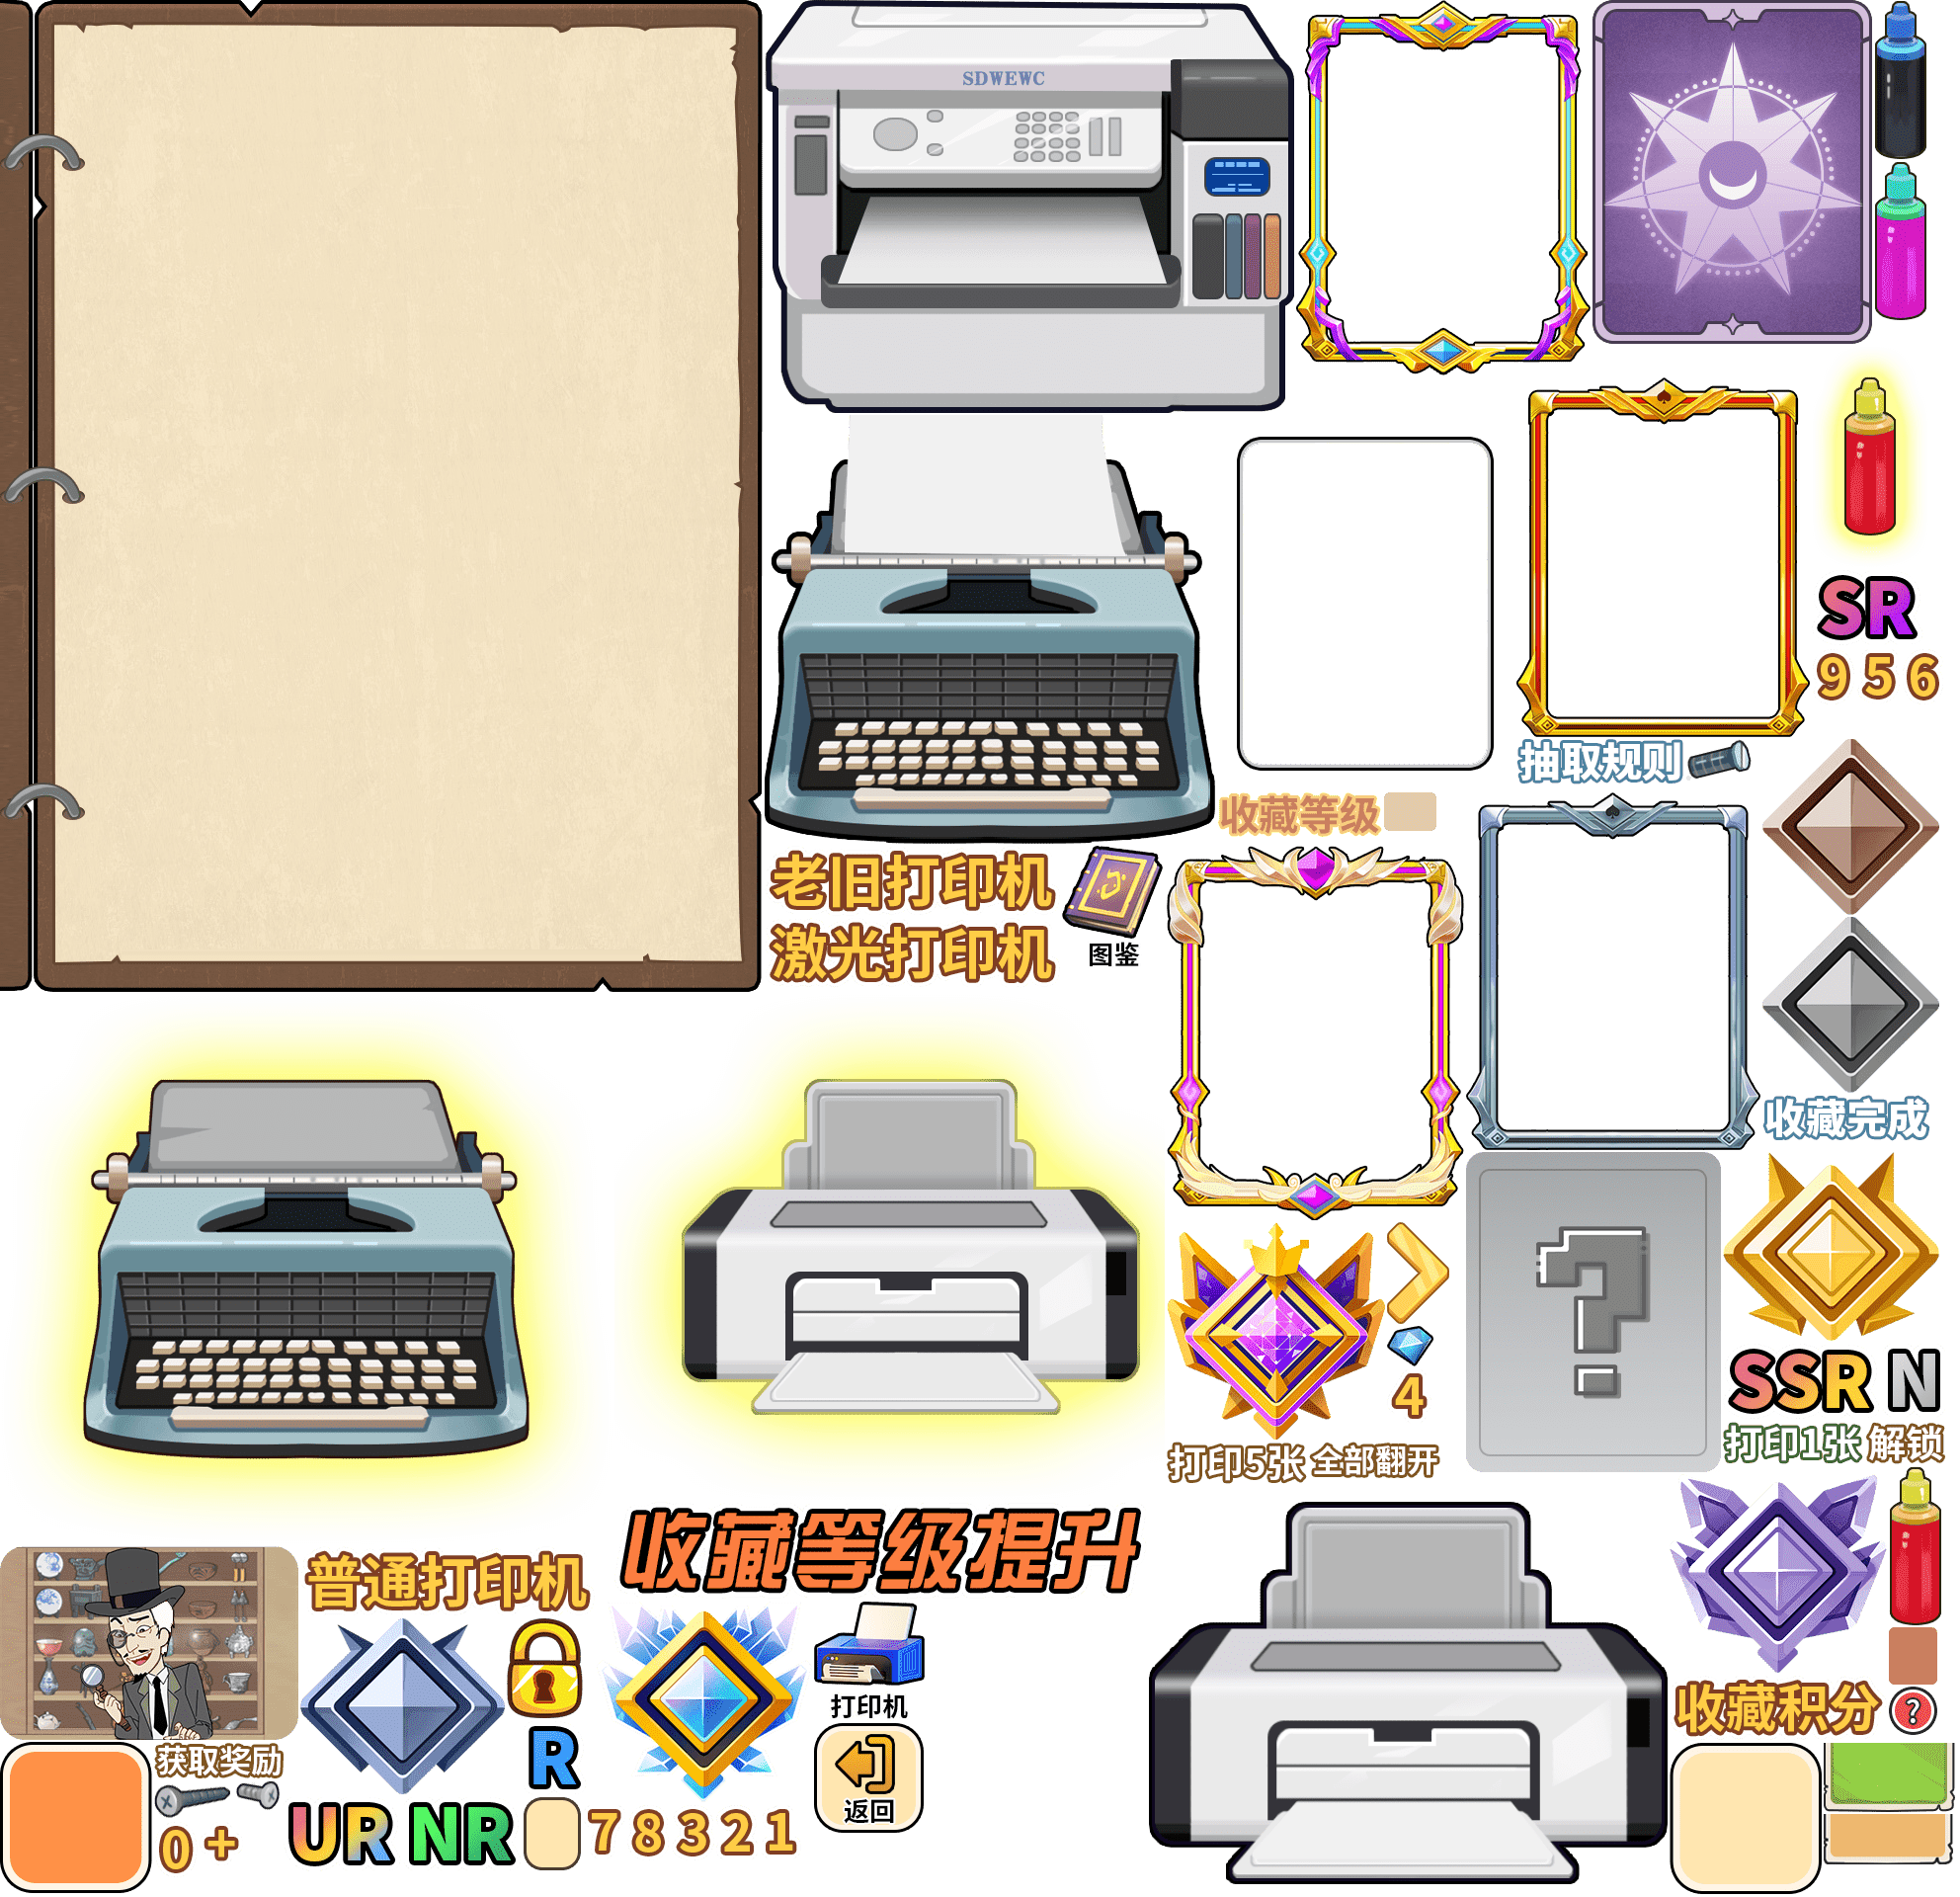 SDWEWC
SR
9 5 6
抽取规则
收藏等级
老旧打印机
激光打印机
图鉴
收藏完成
?
4
SSR N
打印5张 全部翻开
打印1张 解锁
收藏等级提升
普通打印机
打印机
R
收藏积分
?
获取奖励
返回
0 +
UR NR
7 8 3 2 1